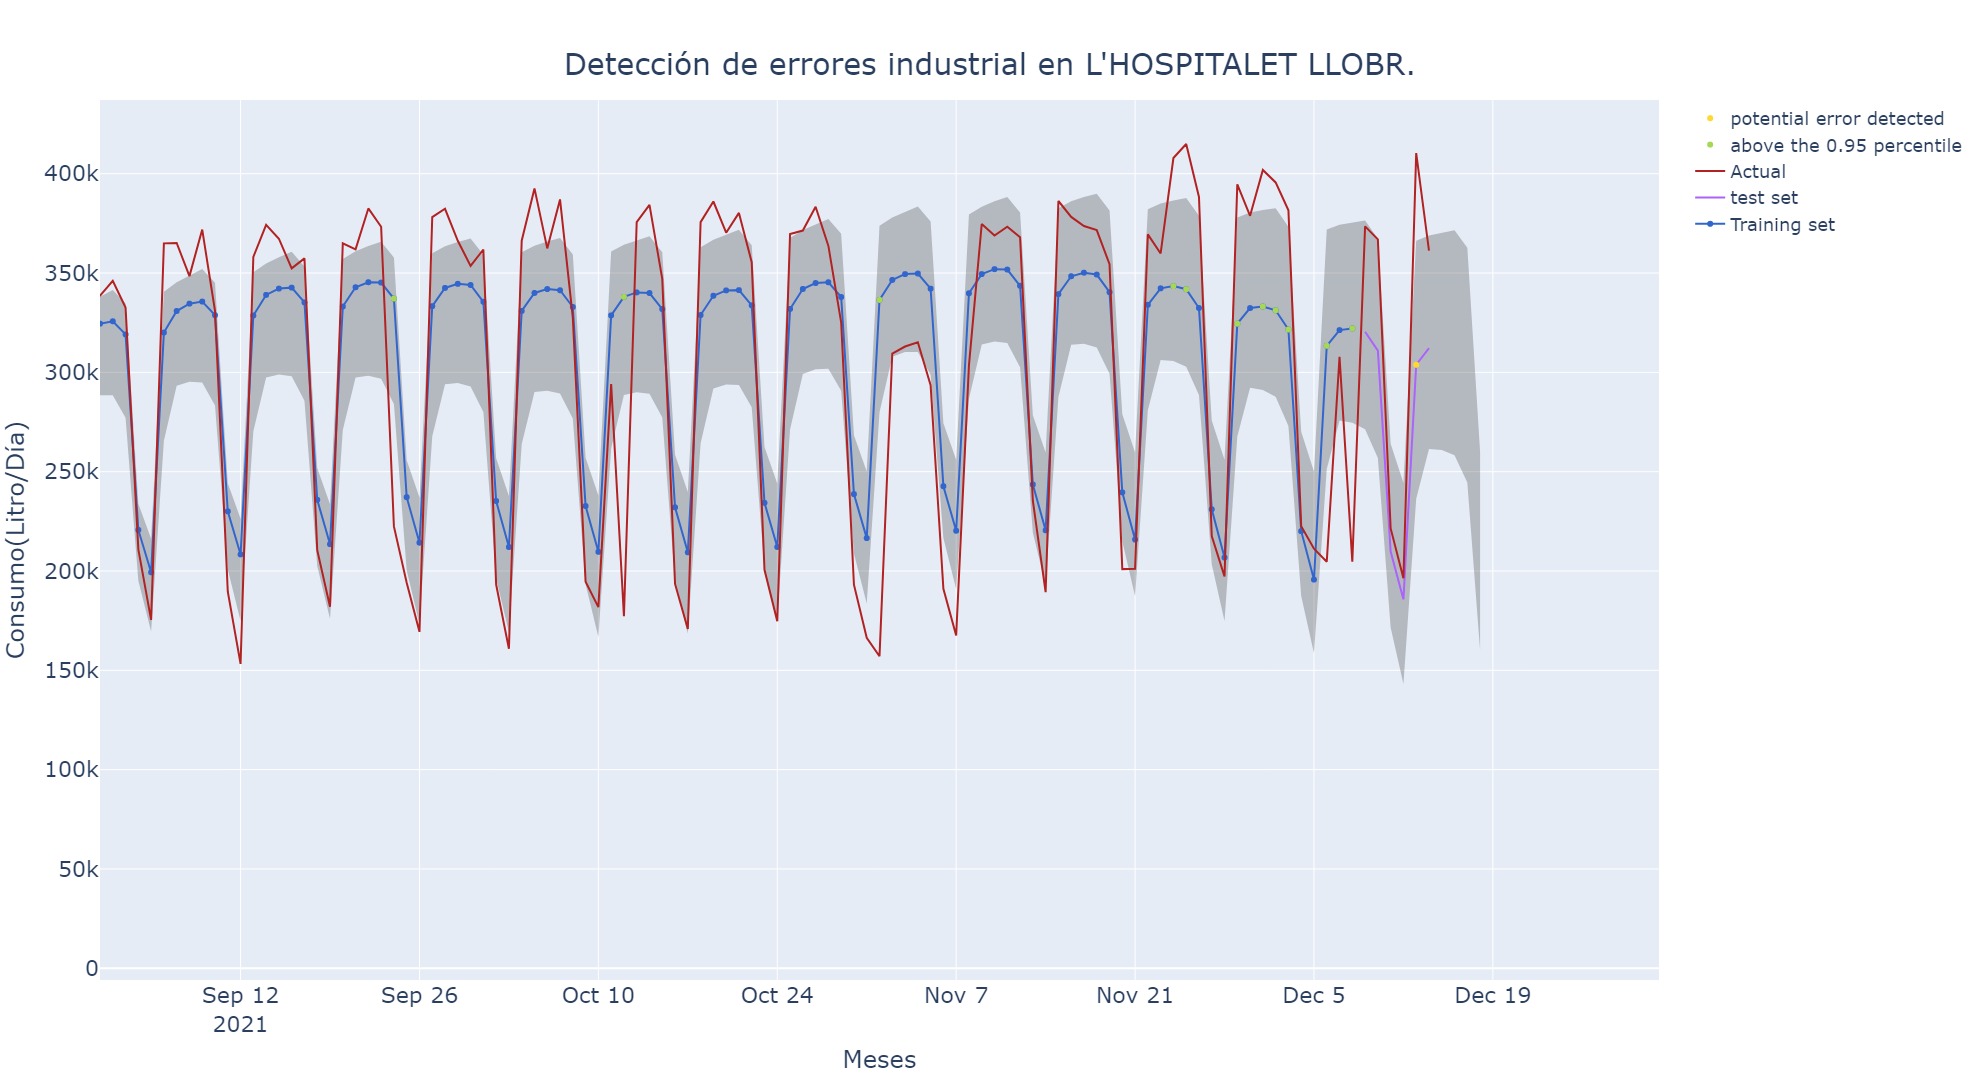 Detección de errores industrial en L'HOSPITALET LLOBR.
potential error detected
above the 0.95 percentile
Actual
test set
Training set
Consumo(Litro/Día)
400k
350k
300k
250k
200k
150k
100k
50k
0
Sep 12
2021
Sep 26
Oct 10
Oct 24
Nov 7
Nov 21
Dec 5
Dec 19
Meses